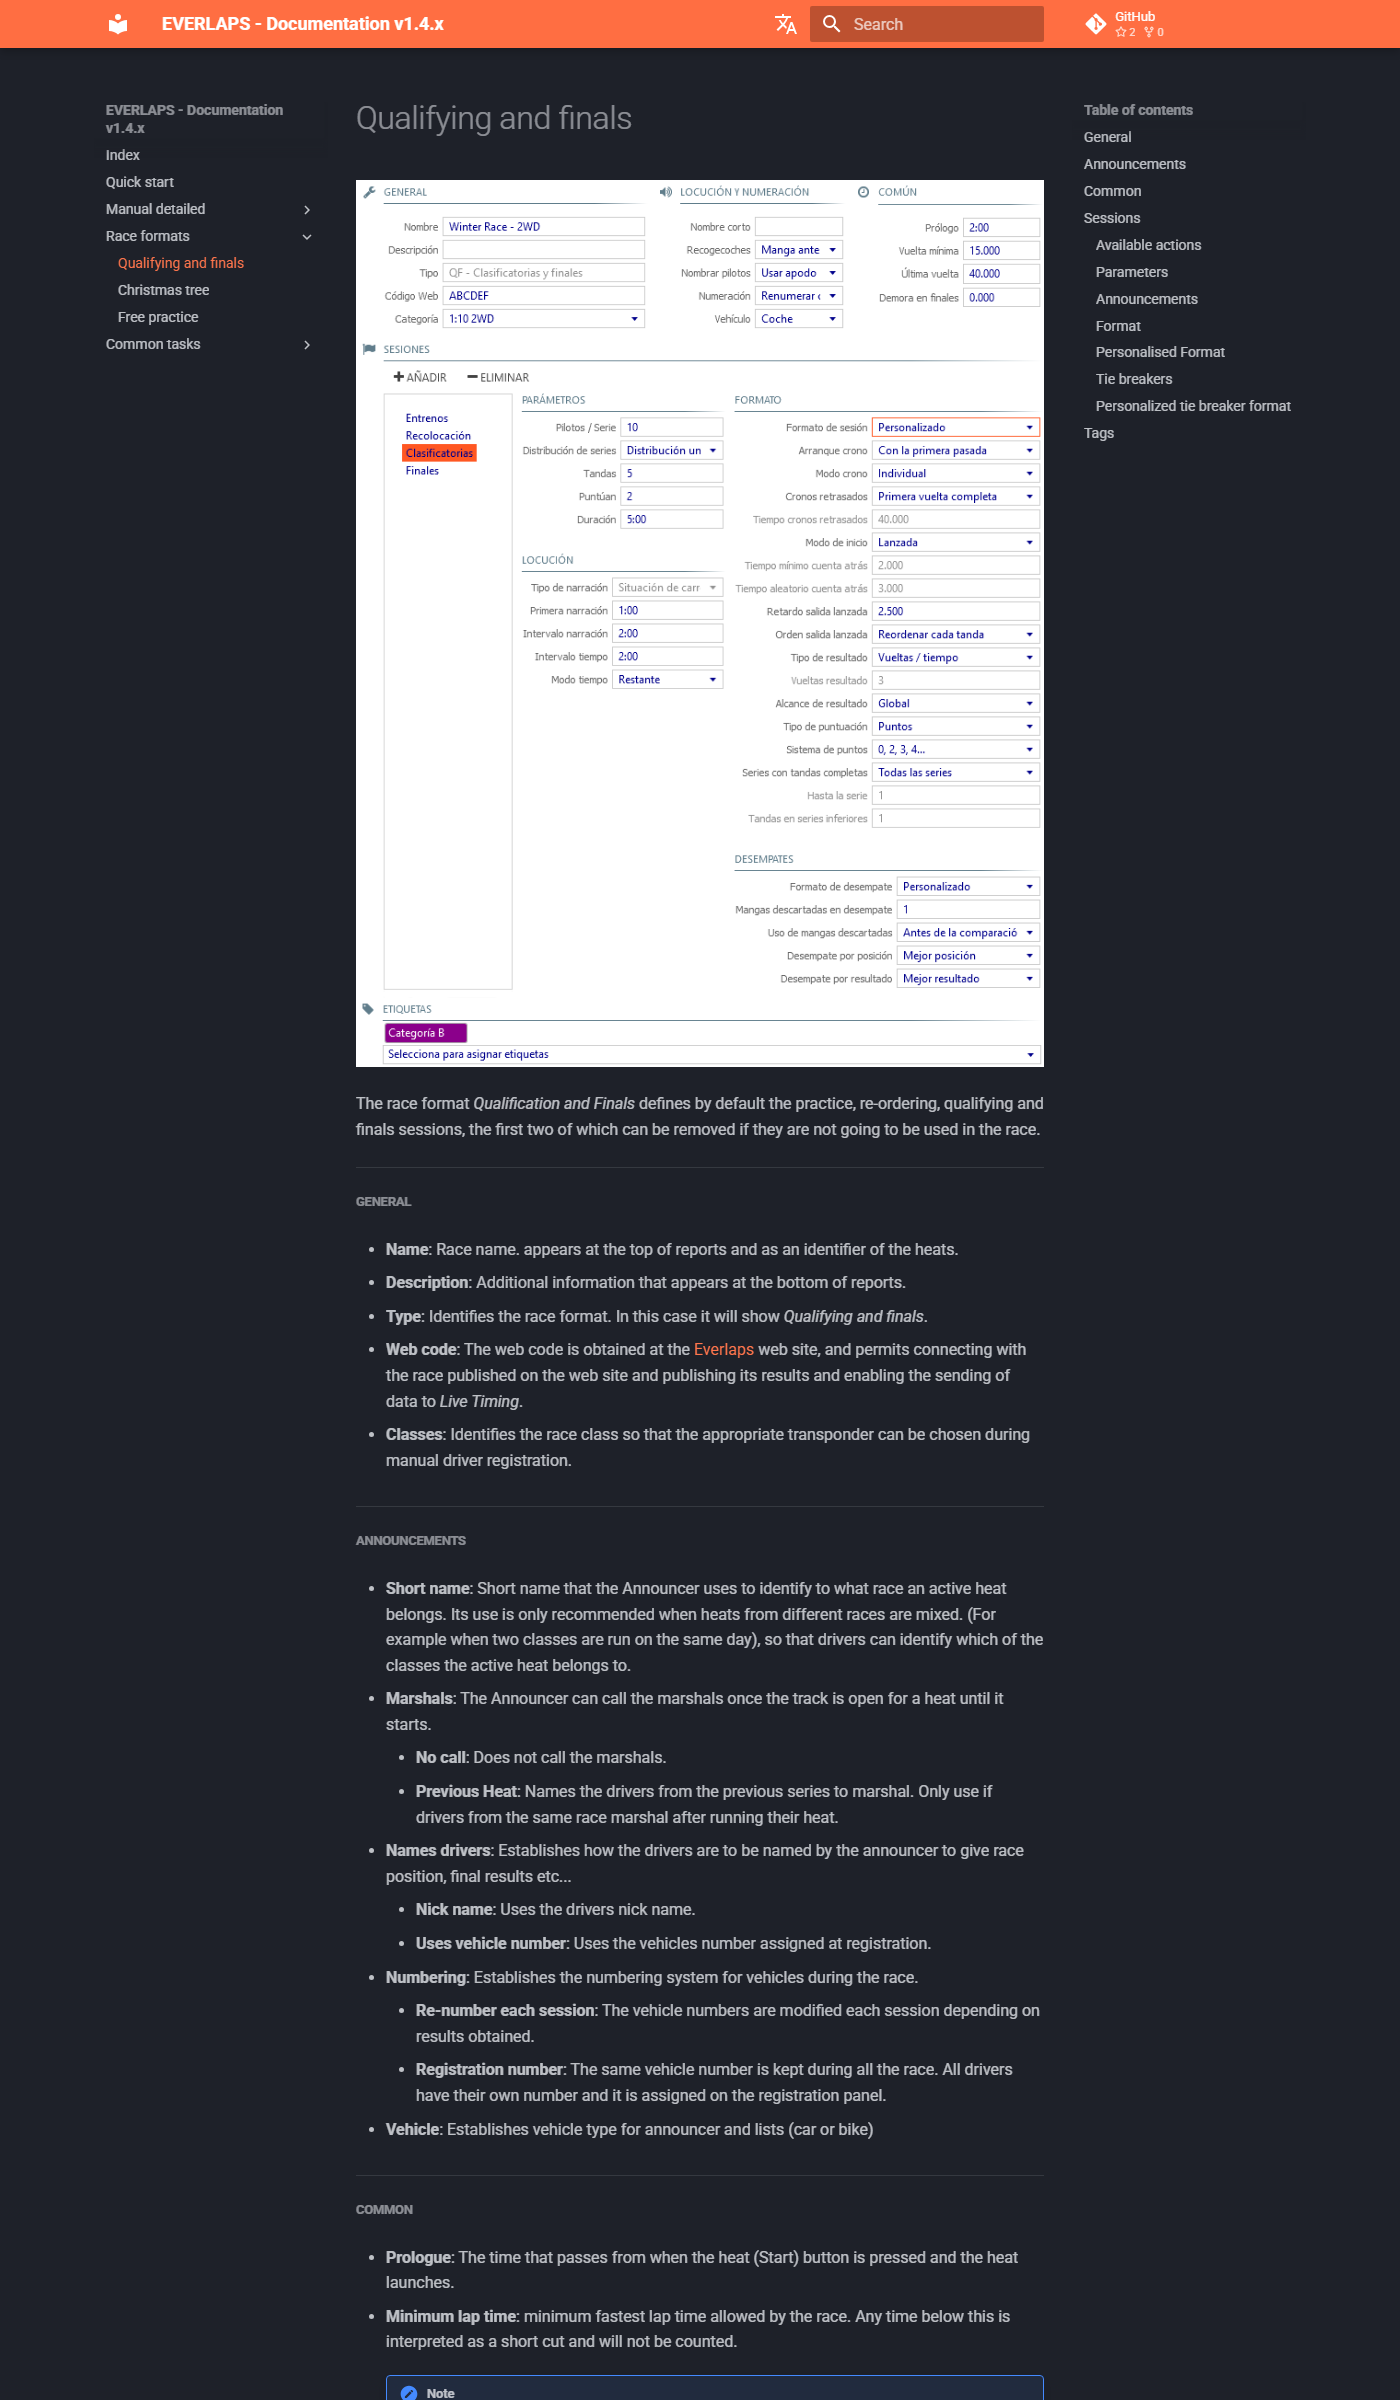 EVERLAPS - Documentation v1.4.x
Search
GitHub
2 0
EVERLAPS - Documentation
v1.4.x
Index
Quick start
Manual detailed
Race formats
Qualifying and finals
Christmas tree
Free practice
Common tasks
Qualifying and finals
GENERAL
Nombre Winter Race - 2WD
Descripción
Tipo QF - Clasificatorias y finales
Código Web ABCDEF
Categoría 1:10 2WD
LOCUCIÓN Y NUMERACIÓN
Nombre corto
Recogecoches Manga ante
Nombrar pilotos Usar apodo
Numeración Renumerar c
Vehículo Coche
COMÚN
Prólogo 2:00
Vuelta mínima 15.000
Última vuelta 40.000
Demora en finales 0.000
SESIONES
AÑADIR ELIMINAR
Entrenos
Recolocación
Clasificatorias
Finales
PARÁMETROS
Pilotos / Serie 10
Distribución de series Distribución un
Tandas 5
Puntúan 2
Duración 5:00
LOCUCIÓN
Tipo de narración Situación de carr
Primera narración 1:00
Intervalo narración 2:00
Intervalo tiempo 2:00
Modo tiempo Restante
FORMATO
Formato de sesión Personalizado
Arranque crono Con la primera pasada
Modo crono Individual
Cronos retrasados Primera vuelta completa
Tiempo cronos retrasados 40.000
Modo de inicio Lanzada
Tiempo mínimo cuenta atrás 2.000
Tiempo aleatorio cuenta atrás 3.000
Retardo salida lanzada 2.500
Orden salida lanzada Reordenar cada tanda
Tipo de resultado Vueltas / tiempo
Vueltas resultado 3
Alcance de resultado Global
Tipo de puntuación Puntos
Sistema de puntos 0, 2, 3, 4...
Series con tandas completas Todas las series
Hasta la serie 1
Tandas en series inferiores 1
DESEMPATES
Formato de desempate Personalizado
Mangas descartadas en desempate 1
Uso de mangas descartadas Antes de la comparació
Desempate por posición Mejor posición
Desempate por resultado Mejor resultado
ETIQUETAS
Categoría B
Selecciona para asignar etiquetas
The race format Qualification and Finals defines by default the practice, re-ordering, qualifying and
finals sessions, the first two of which can be removed if they are not going to be used in the race.
GENERAL
• Name: Race name. appears at the top of reports and as an identifier of the heats.
• Description: Additional information that appears at the bottom of reports.
• Type: Identifies the race format. In this case it will show Qualifying and finals.
• Web code: The web code is obtained at the Everlaps web site, and permits connecting with
the race published on the web site and publishing its results and enabling the sending of
data to Live Timing.
• Classes: Identifies the race class so that the appropriate transponder can be chosen during
manual driver registration.
ANNOUNCEMENTS
• Short name: Short name that the Announcer uses to identify to what race an active heat
belongs. Its use is only recommended when heats from different races are mixed. (For
example when two classes are run on the same day), so that drivers can identify which of the
classes the active heat belongs to.
• Marshals: The Announcer can call the marshals once the track is open for a heat until it
starts.
• No call: Does not call the marshals.
• Previous Heat: Names the drivers from the previous series to marshal. Only use if
drivers from the same race marshal after running their heat.
• Names drivers: Establishes how the drivers are to be named by the announcer to give race
position, final results etc...
• Nick name: Uses the drivers nick name.
• Uses vehicle number: Uses the vehicles number assigned at registration.
• Numbering: Establishes the numbering system for vehicles during the race.
• Re-number each session: The vehicle numbers are modified each session depending on
results obtained.
• Registration number: The same vehicle number is kept during all the race. All drivers
have their own number and it is assigned on the registration panel.
• Vehicle: Establishes vehicle type for announcer and lists (car or bike)
COMMON
• Prologue: The time that passes from when the heat (Start) button is pressed and the heat
launches.
• Minimum lap time: minimum fastest lap time allowed by the race. Any time below this is
interpreted as a short cut and will not be counted.
Note
Table of contents
General
Announcements
Common
Sessions
Available actions
Parameters
Announcements
Format
Personalised Format
Tie breakers
Personalized tie breaker format
Tags